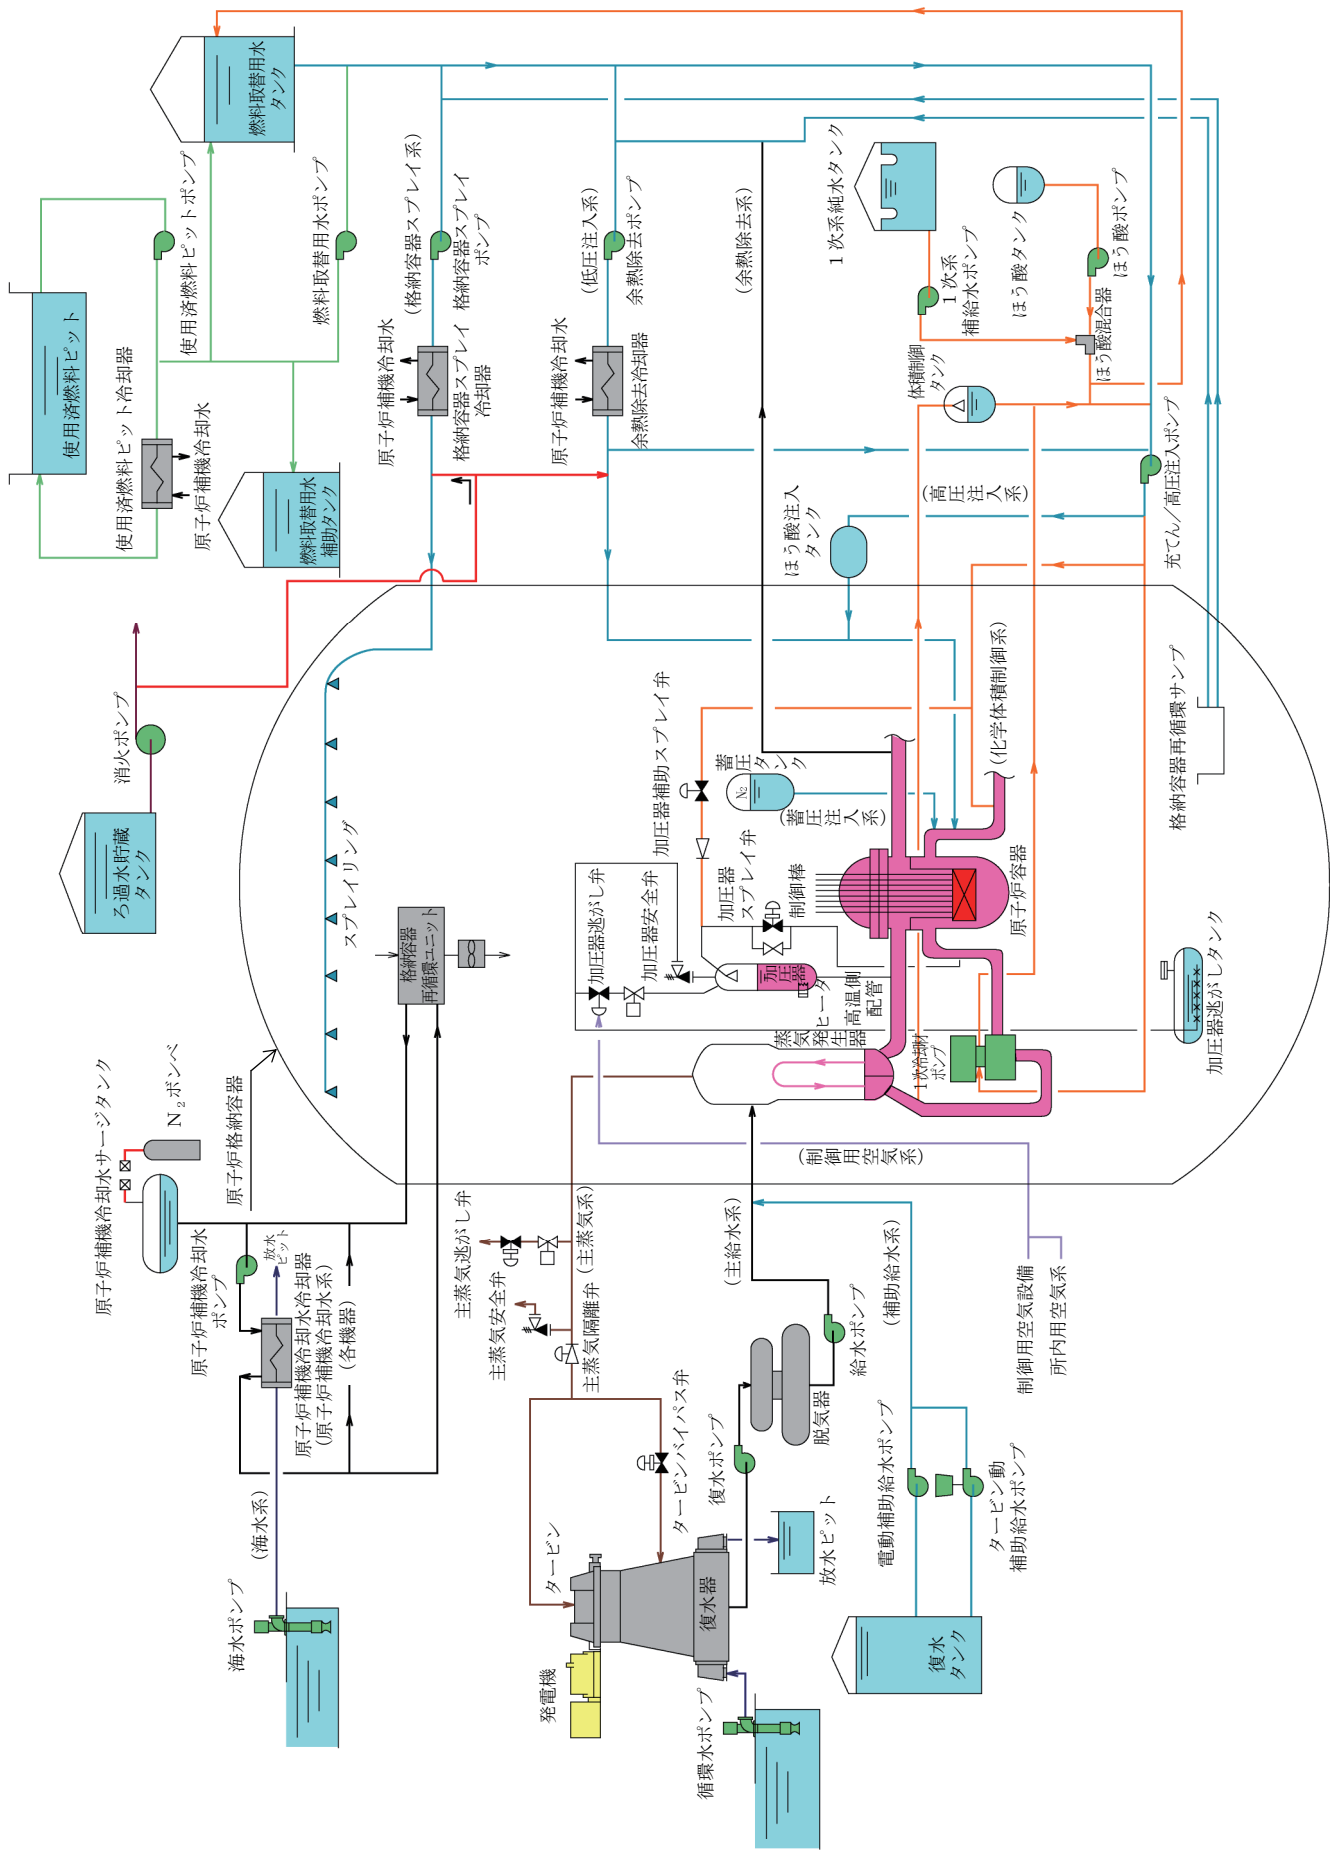 使用済燃料ピット
使用済燃料ピット冷却器
原子炉補機冷却水
燃料取替用水
補助タンク
使用済燃料ピットポンプ
燃料取替用水
タンク
燃料取替用水ポンプ
(格納容器スプレイ系)
格納容器スプレイ
ポンプ
原子炉補機冷却水
格納容器スプレイ
冷却器
(低圧注入系)
余熱除去ポンプ
原子炉補機冷却水
余熱除去冷却器
(余熱除去系)
1次系純水タンク
1次系
補給水ポンプ
ほう酸タンク
ほう酸ポンプ
ほう酸混合器
体積制御
タンク
(高圧注入系)
充てん/高圧注入ポンプ
ほう酸注入
タンク
消火ポンプ
ろ過水貯蔵
タンク
スプレイリング
格納容器
再循環ユニット
加圧器補助スプレイ弁
蓄圧
タンク
N₂
(蓄圧注入系)
(化学体積制御系)
格納容器再循環サンプ
加圧器逃がし弁
加圧器安全弁
加圧器
スプレイ弁
制御棒
原子炉容器
加圧器
ヒータ
高温側
配管
蒸気発生器
1次冷却材
ポンプ
加圧器逃がしタンク
原子炉補機冷却水サージタンク
N₂ボンベ
原子炉格納容器
原子炉補機冷却水
ポンプ
放水
ピット
原子炉補機冷却水冷却器
(原子炉補機冷却水系)
(各機器)
(海水系)
海水ポンプ
主蒸気逃がし弁
主蒸気安全弁
(主蒸気系)
主蒸気隔離弁
タービンバイパス弁
タービン
発電機
復水器
循環水ポンプ
放水ピット
復水ポンプ
脱気器
給水ポンプ
(主給水系)
(制御用空気系)
(補助給水系)
制御用空気設備
所内用空気系
電動補助給水ポンプ
タービン動
補助給水ポンプ
復水
タンク